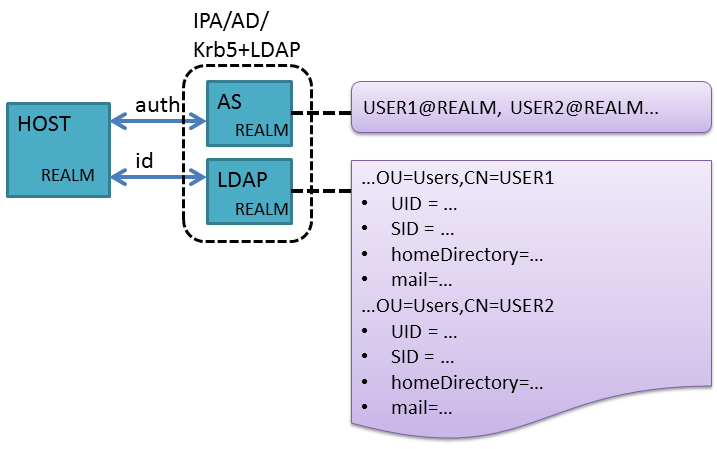 IPA/AD/
Krb5+LDAP
HOST
REALM
auth
id
AS
REALM
LDAP
REALM
USER1@REALM, USER2@REALM...
...OU=Users,CN=USER1
• UID = ...
• SID = ...
• homeDirectory=...
• mail=...
...OU=Users,CN=USER2
• UID = ...
• SID = ...
• homeDirectory=...
• mail=...